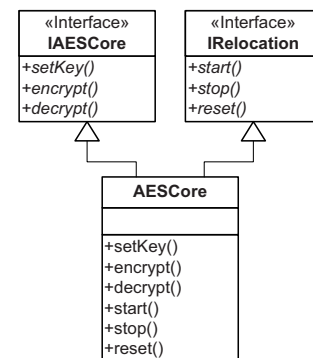 «Interface»
IAESCore
+setKey()
+encrypt()
+decrypt()
«Interface»
IRelocation
+start()
+stop()
+reset()
AESCore
+setKey()
+encrypt()
+decrypt()
+start()
+stop()
+reset()